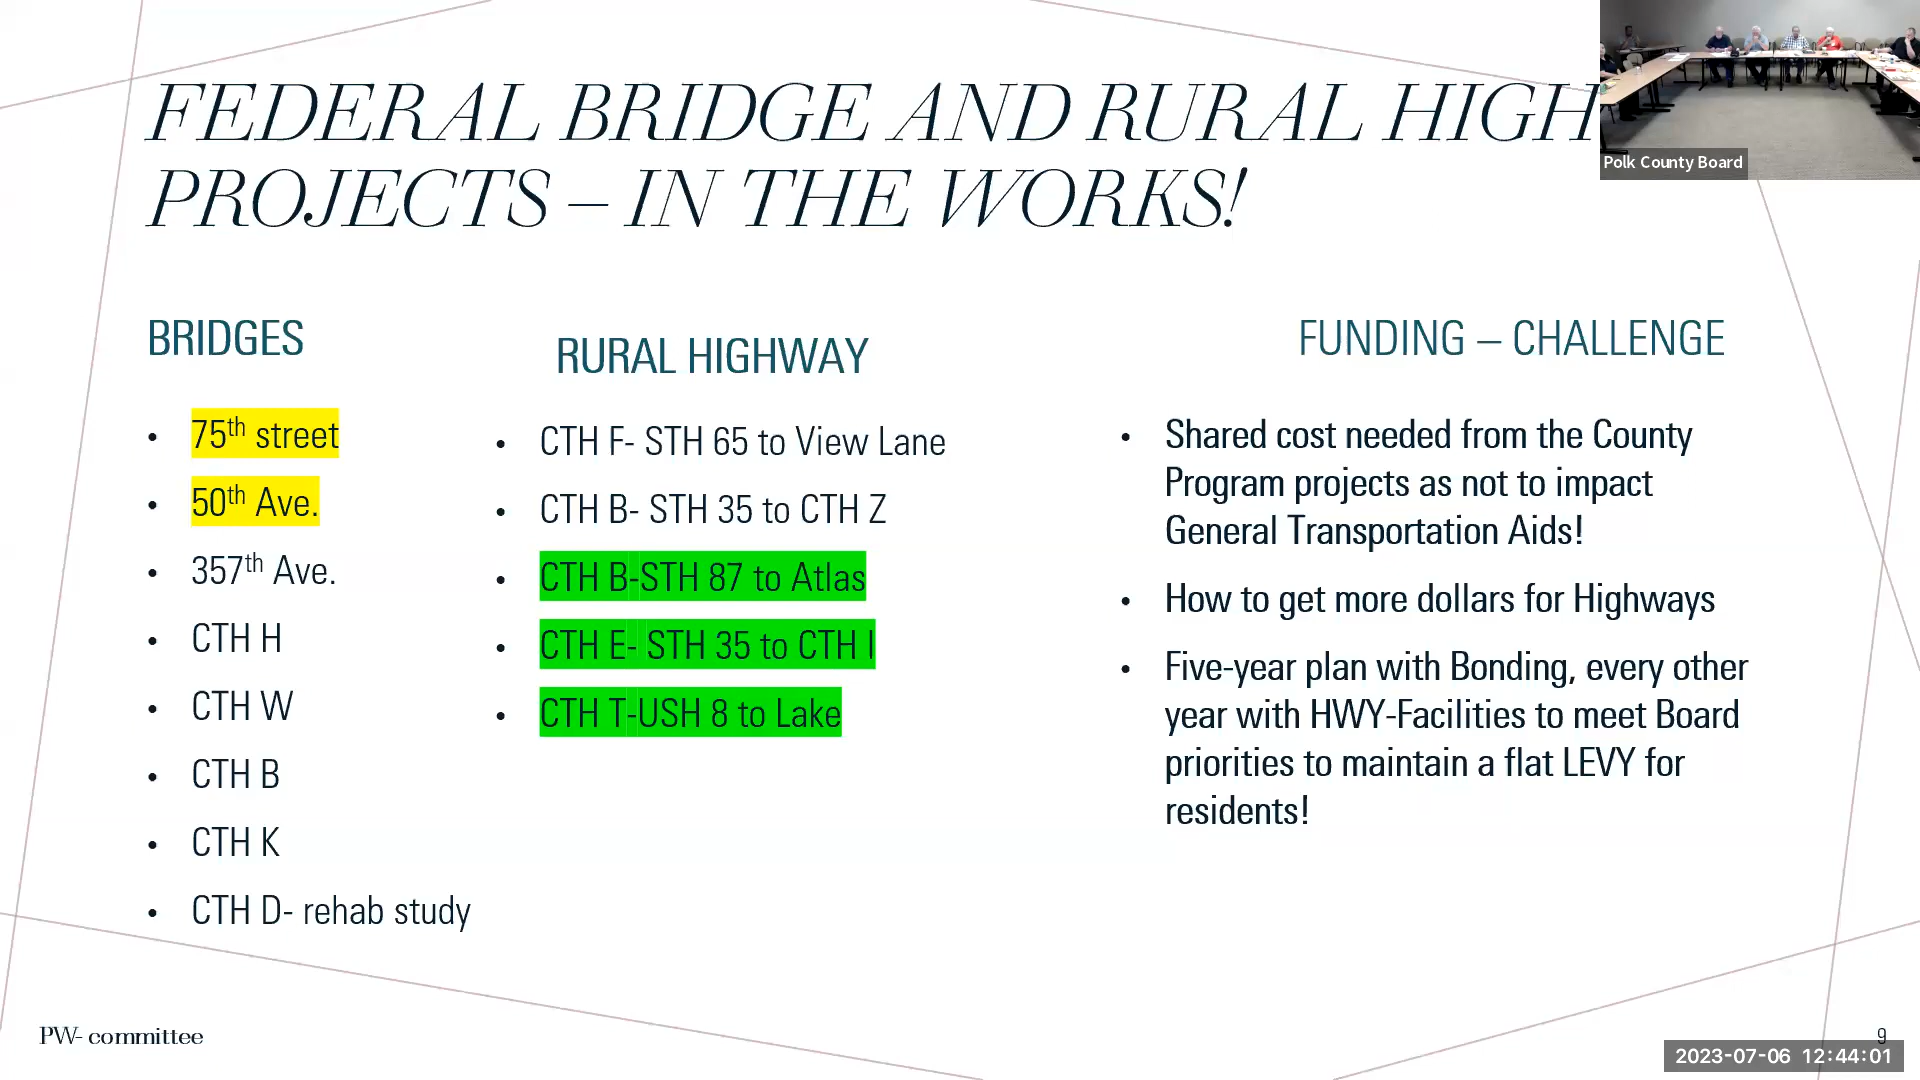 FEDERAL BRIDGE AND RURAL HIGH
PROJECTS – IN THE WORKS!
Polk County Board
BRIDGES
• 75th street
• 50th Ave.
• 357th Ave.
• CTH H
• CTH W
• CTH B
• CTH K
• CTH D- rehab study
RURAL HIGHWAY
• CTH F- STH 65 to View Lane
• CTH B- STH 35 to CTH Z
• CTH B-STH 87 to Atlas
• CTH E- STH 35 to CTH I
• CTH T-USH 8 to Lake
FUNDING – CHALLENGE
• Shared cost needed from the County
Program projects as not to impact
General Transportation Aids!
• How to get more dollars for Highways
• Five-year plan with Bonding, every other
year with HWY-Facilities to meet Board
priorities to maintain a flat LEVY for
residents!
PW- committee
9
2023-07-06 12:44:01